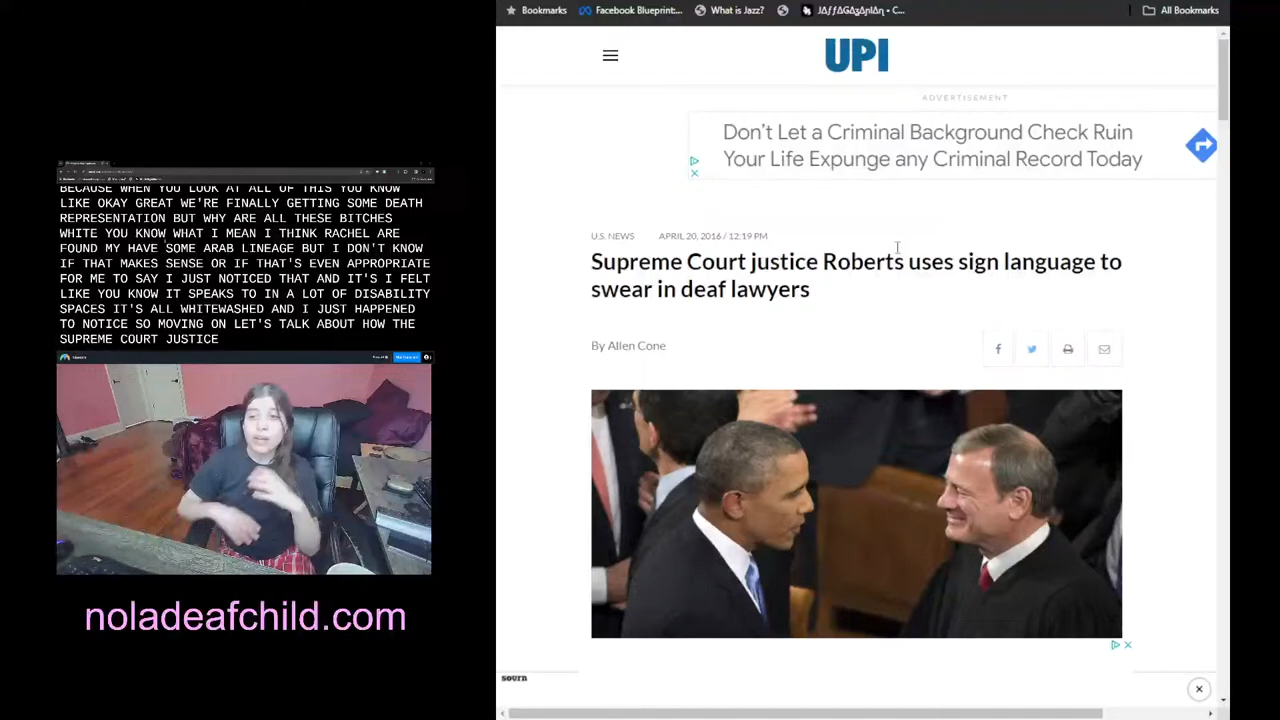 BECAUSE WHEN YOU LOOK AT ALL OF THIS YOU KNOW
LIKE OKAY GREAT WE'RE FINALLY GETTING SOME DEATH
REPRESENTATION BUT WHY ARE ALL THESE BITCHES
WHITE YOU KNOW WHAT I MEAN I THINK RACHEL ARE
FOUND MY HAVE SOME ARAB LINEAGE BUT I DON'T KNOW
IF THAT MAKES SENSE OR IF THAT'S EVEN APPROPRIATE
FOR ME TO SAY I JUST NOTICED THAT AND IT'S I FELT
LIKE YOU KNOW IT SPEAKS TO IN A LOT OF DISABILITY
SPACES IT'S ALL WHITEWASHED AND I JUST HAPPENED
TO NOTICE SO MOVING ON LET'S TALK ABOUT HOW THE
SUPREME COURT JUSTICE
noladeafchild.com
Bookmarks Facebook Blueprint:... What is Jazz? All Bookmarks
UPI
ADVERTISEMENT
Don't Let a Criminal Background Check Ruin
Your Life Expunge any Criminal Record Today
U.S. NEWS APRIL 20, 2016 / 12:19 PM
Supreme Court justice Roberts uses sign language to
swear in deaf lawyers
By Allen Cone
sourn